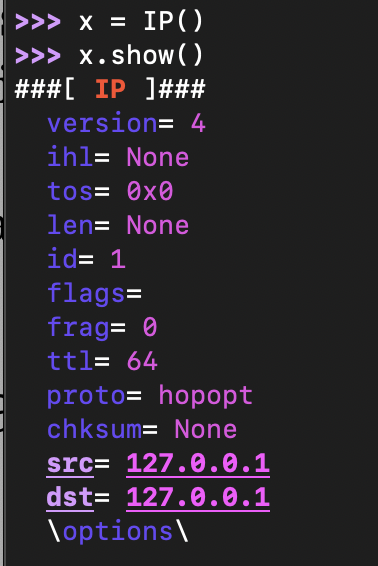 >>> x = IP()
>>> x.show()
###[ IP ]###
version= 4
ihl= None
tos= 0x0
len= None
id= 1
flags=
frag= 0
ttl= 64
proto= hopopt
chksum= None
src= 127.0.0.1
dst= 127.0.0.1
\options\